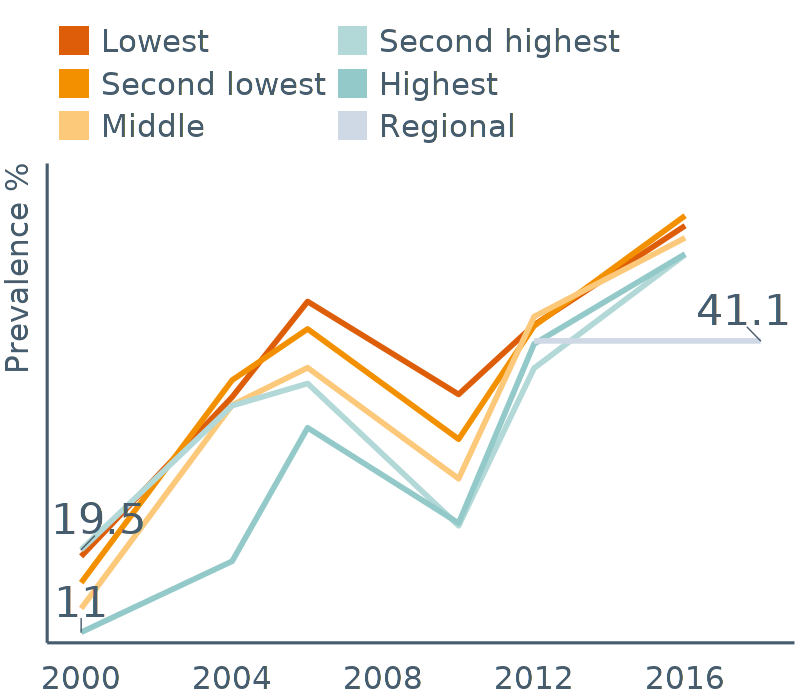 Lowest
Second lowest
Middle
Second highest
Highest
Regional
Prevalence %
41.1
19.5
11
2000 2004 2008 2012 2016